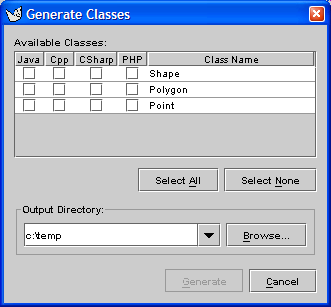 Generate Classes
Available Classes:
Java Cpp CSharp PHP Class Name
Shape
Polygon
Point
Select All Select None
Output Directory:
c:\temp Browse...
Generate Cancel